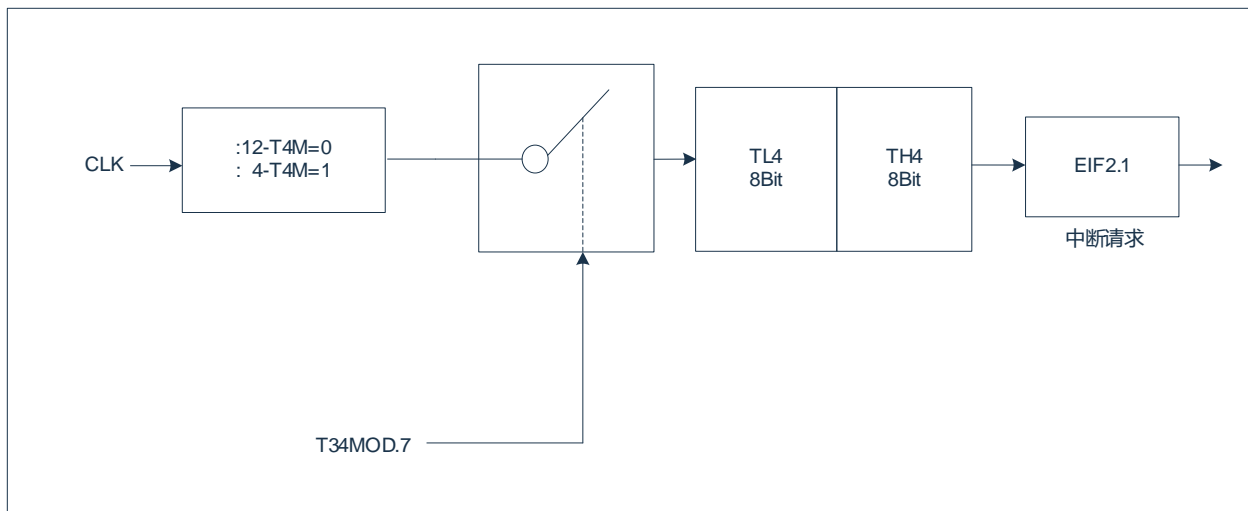 CLK
:12-T4M=0
: 4-T4M=1
TL4
8Bit
TH4
8Bit
EIF2.1
中断请求
T34MOD.7